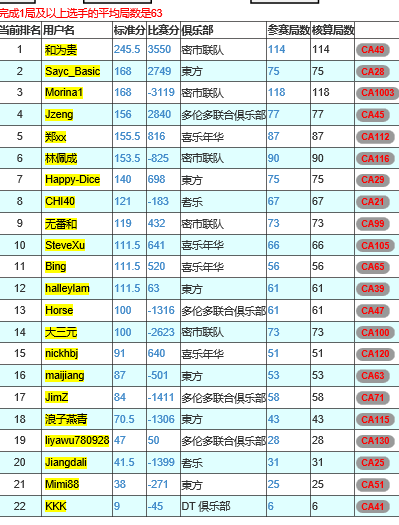 完成1局及以上选手的平均局数是63
当前排名 用户名 标准分 比赛分 俱乐部 参赛局数 核算局数
1 和为贵 245.5 3550 密市联队 114 114 CA49
2 Sayc_Basic 168 2749 東方 75 75 CA28
3 Morina1 168 -3119 密市联队 118 118 CA1003
4 Jzeng 156 2840 多伦多联合俱乐部 77 77 CA45
5 郑xx 155.5 816 喜乐年华 87 87 CA112
6 林佩成 153.5 -825 密市联队 90 90 CA116
7 Happy-Dice 140 698 東方 75 75 CA29
8 CHI40 121 -183 耆乐 67 67 CA21
9 无番和 119 432 密市联队 73 73 CA99
10 SteveXu 111.5 641 喜乐年华 66 66 CA105
11 Bing 111.5 520 喜乐年华 56 56 CA65
12 halleylam 111.5 63 東方 61 61 CA39
13 Horse 100 -1316 多伦多联合俱乐部 61 61 CA47
14 大三元 100 -2623 密市联队 73 73 CA100
15 nickhbj 91 640 喜乐年华 51 51 CA120
16 maijiang 87 -501 東方 53 53 CA63
17 JimZ 84 -1411 多伦多联合俱乐部 58 58 CA71
18 浪子燕青 70.5 -1306 東方 43 43 CA115
19 liyawu780928 47 50 多伦多联合俱乐部 28 28 CA130
20 Jiangdali 41.5 -1399 耆乐 31 31 CA25
21 Mimi88 38 -271 東方 25 25 CA51
22 KKK 9 -45 DT 俱乐部 6 6 CA41